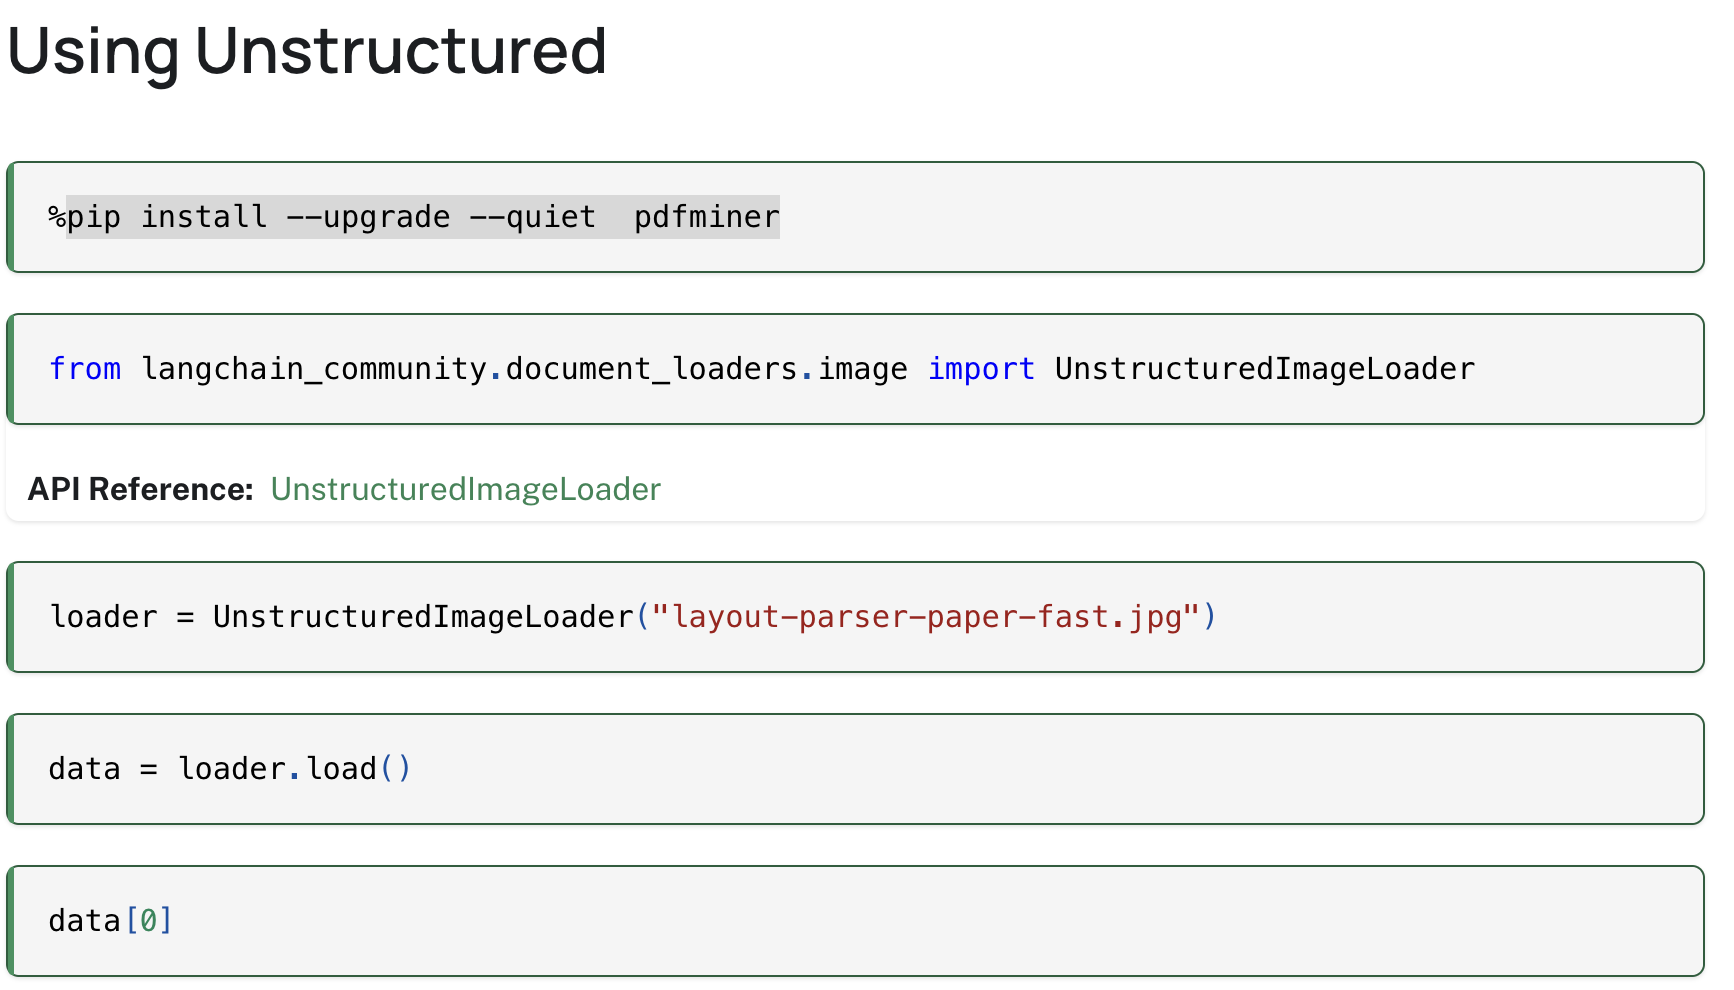 Using Unstructured
%pip install --upgrade --quiet  pdfminer
from langchain_community.document_loaders.image import UnstructuredImageLoader
API Reference: UnstructuredImageLoader
loader = UnstructuredImageLoader("layout-parser-paper-fast.jpg")
data = loader.load()
data[0]